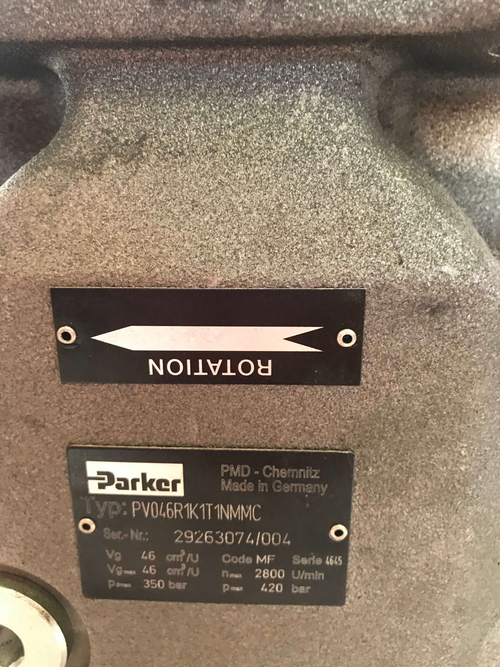 ROTATION
Parker
PMD - Chemnitz
Made in Germany
Typ: PV046R1K1T1NMMC
Ser.-Nr.: 29263074/004
Vg 46 cm³/U Code MF Serie 4645
Vg max 46 cm³/U n max 2800 U/min
p max 350 bar p max 420 bar